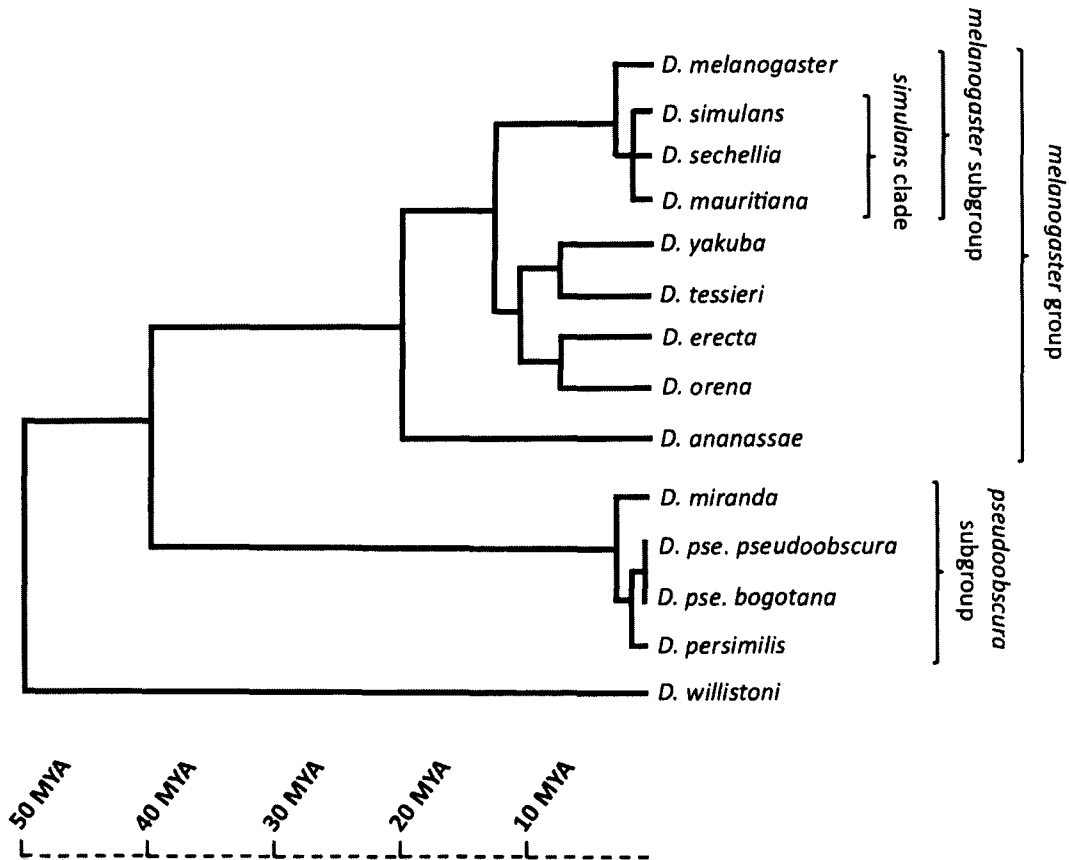 D. melanogaster
D. simulans
D. sechellia
D. mauritiana
D. yakuba
D. tessieri
D. erecta
D. orena
D. ananassae
D. miranda
D. pse. pseudoobscura
D. pse. bogotana
D. persimilis
D. willistoni
simulans clade
melanogaster subgroup
melanogaster group
pseudoobscura
subgroup
50 MYA
40 MYA
30 MYA
20 MYA
10 MYA